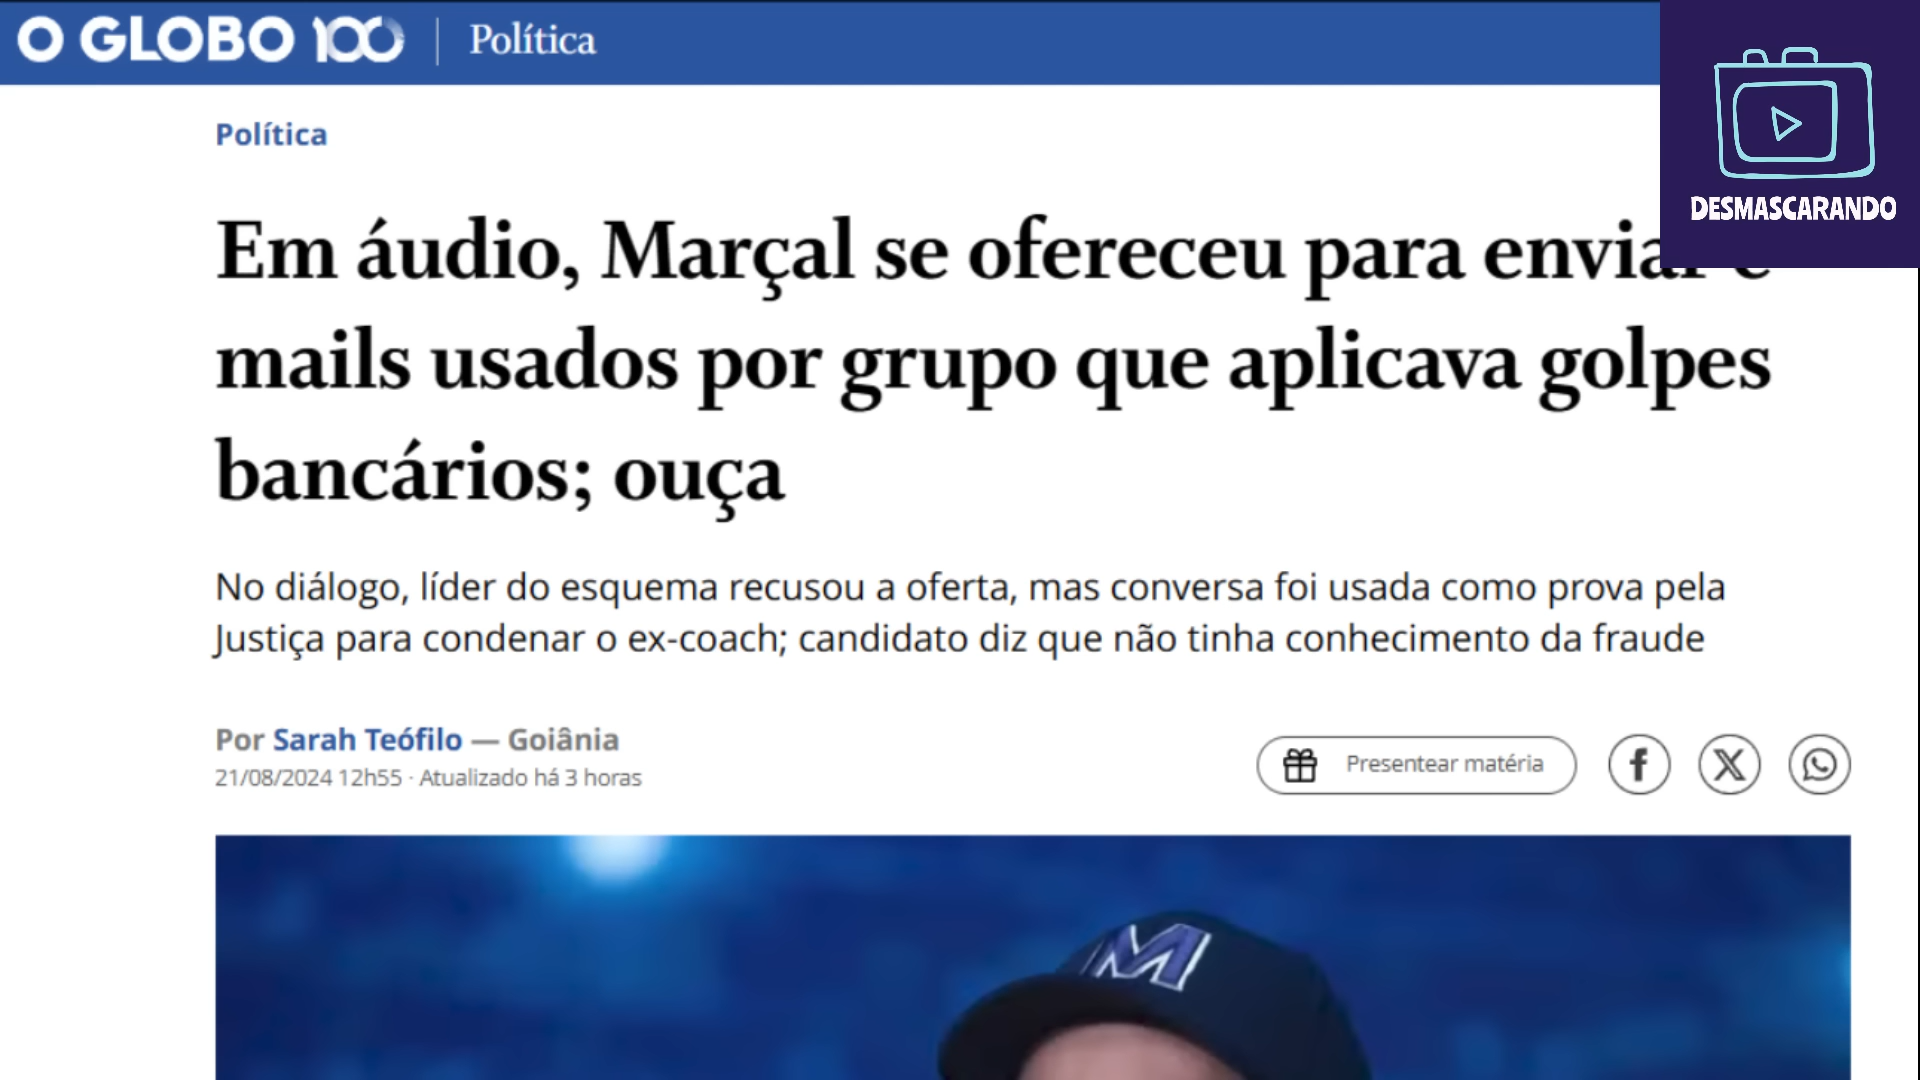 O GLOBO 100 Política
DESMASCARANDO
Política
Em áudio, Marçal se ofereceu para enviar e
mails usados por grupo que aplicava golpes
bancários; ouça
No diálogo, líder do esquema recusou a oferta, mas conversa foi usada como prova pela
Justiça para condenar o ex-coach; candidato diz que não tinha conhecimento da fraude
Por Sarah Teófilo — Goiânia
21/08/2024 12h55 · Atualizado há 3 horas
Presentear matéria
M